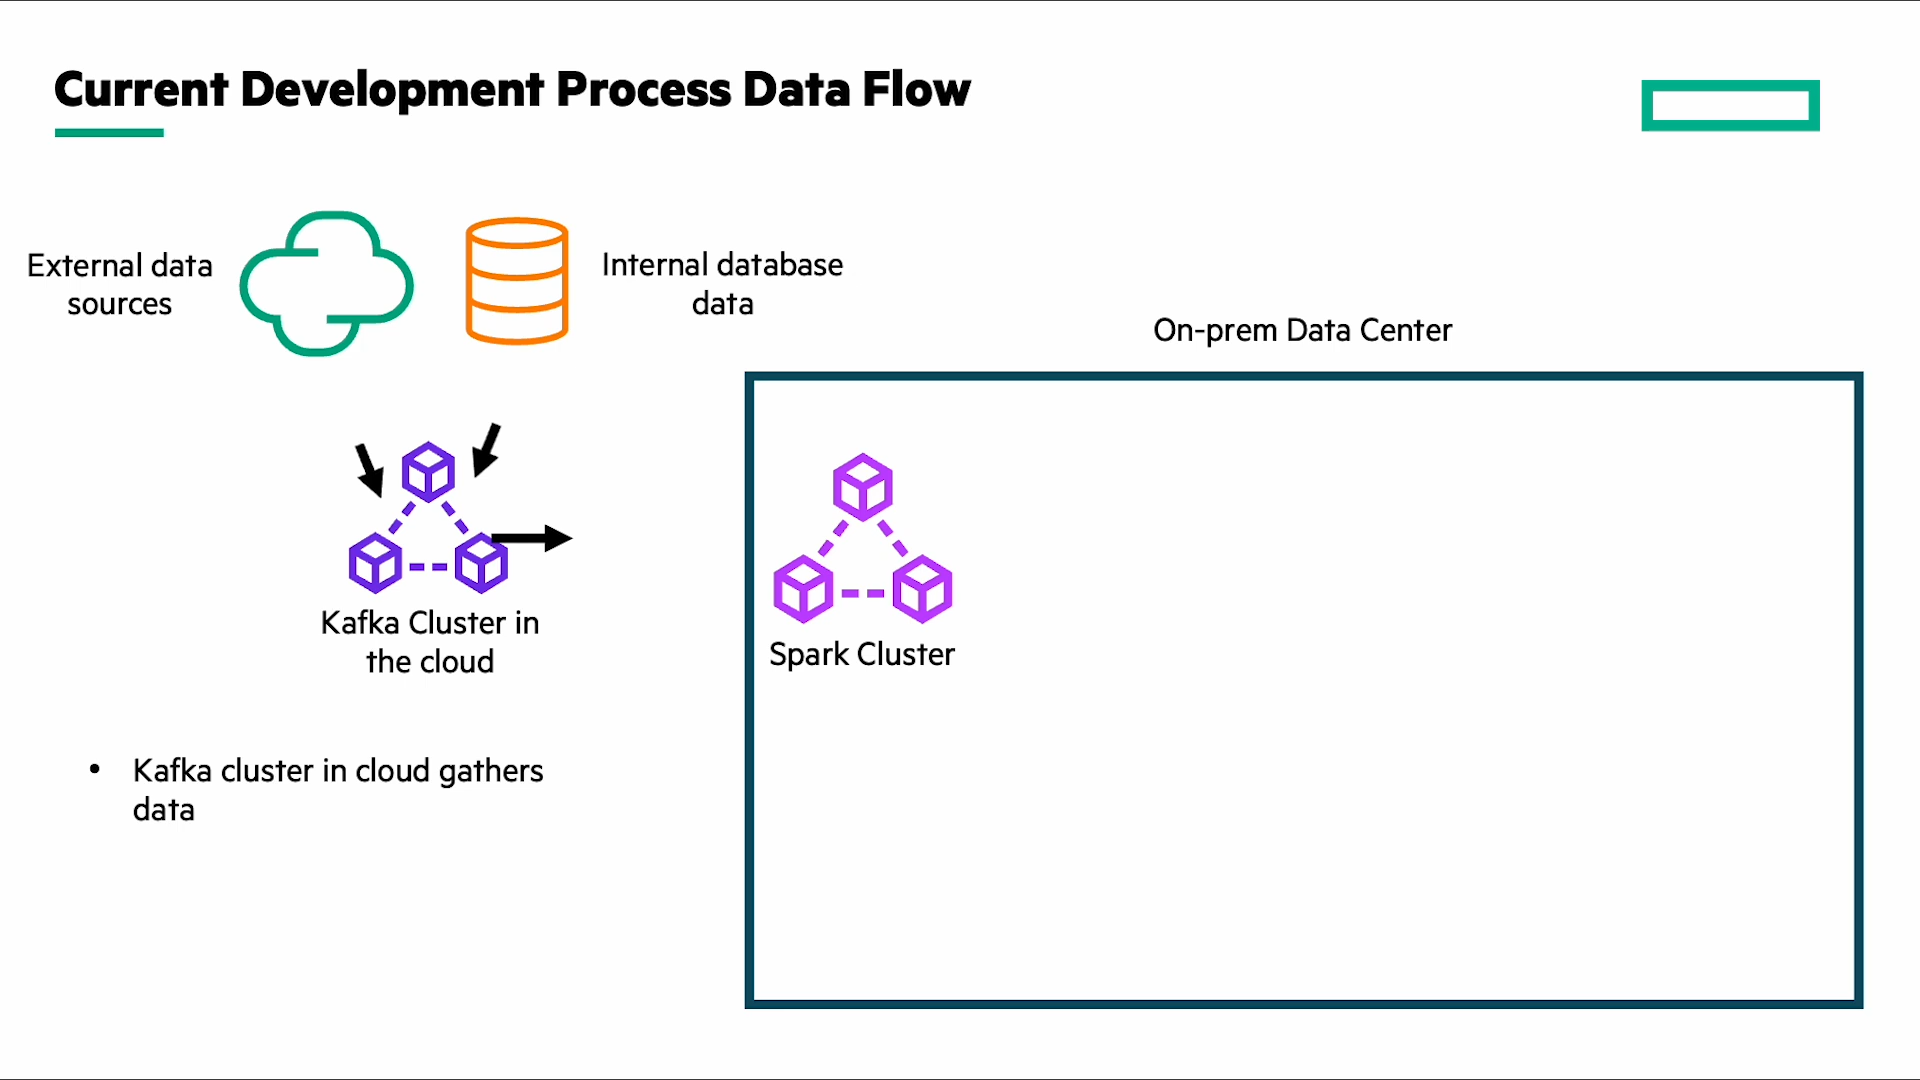 Current Development Process Data Flow
External data
sources
Internal database
data
On-prem Data Center
Kafka Cluster in
the cloud
Spark Cluster
• Kafka cluster in cloud gathers
data